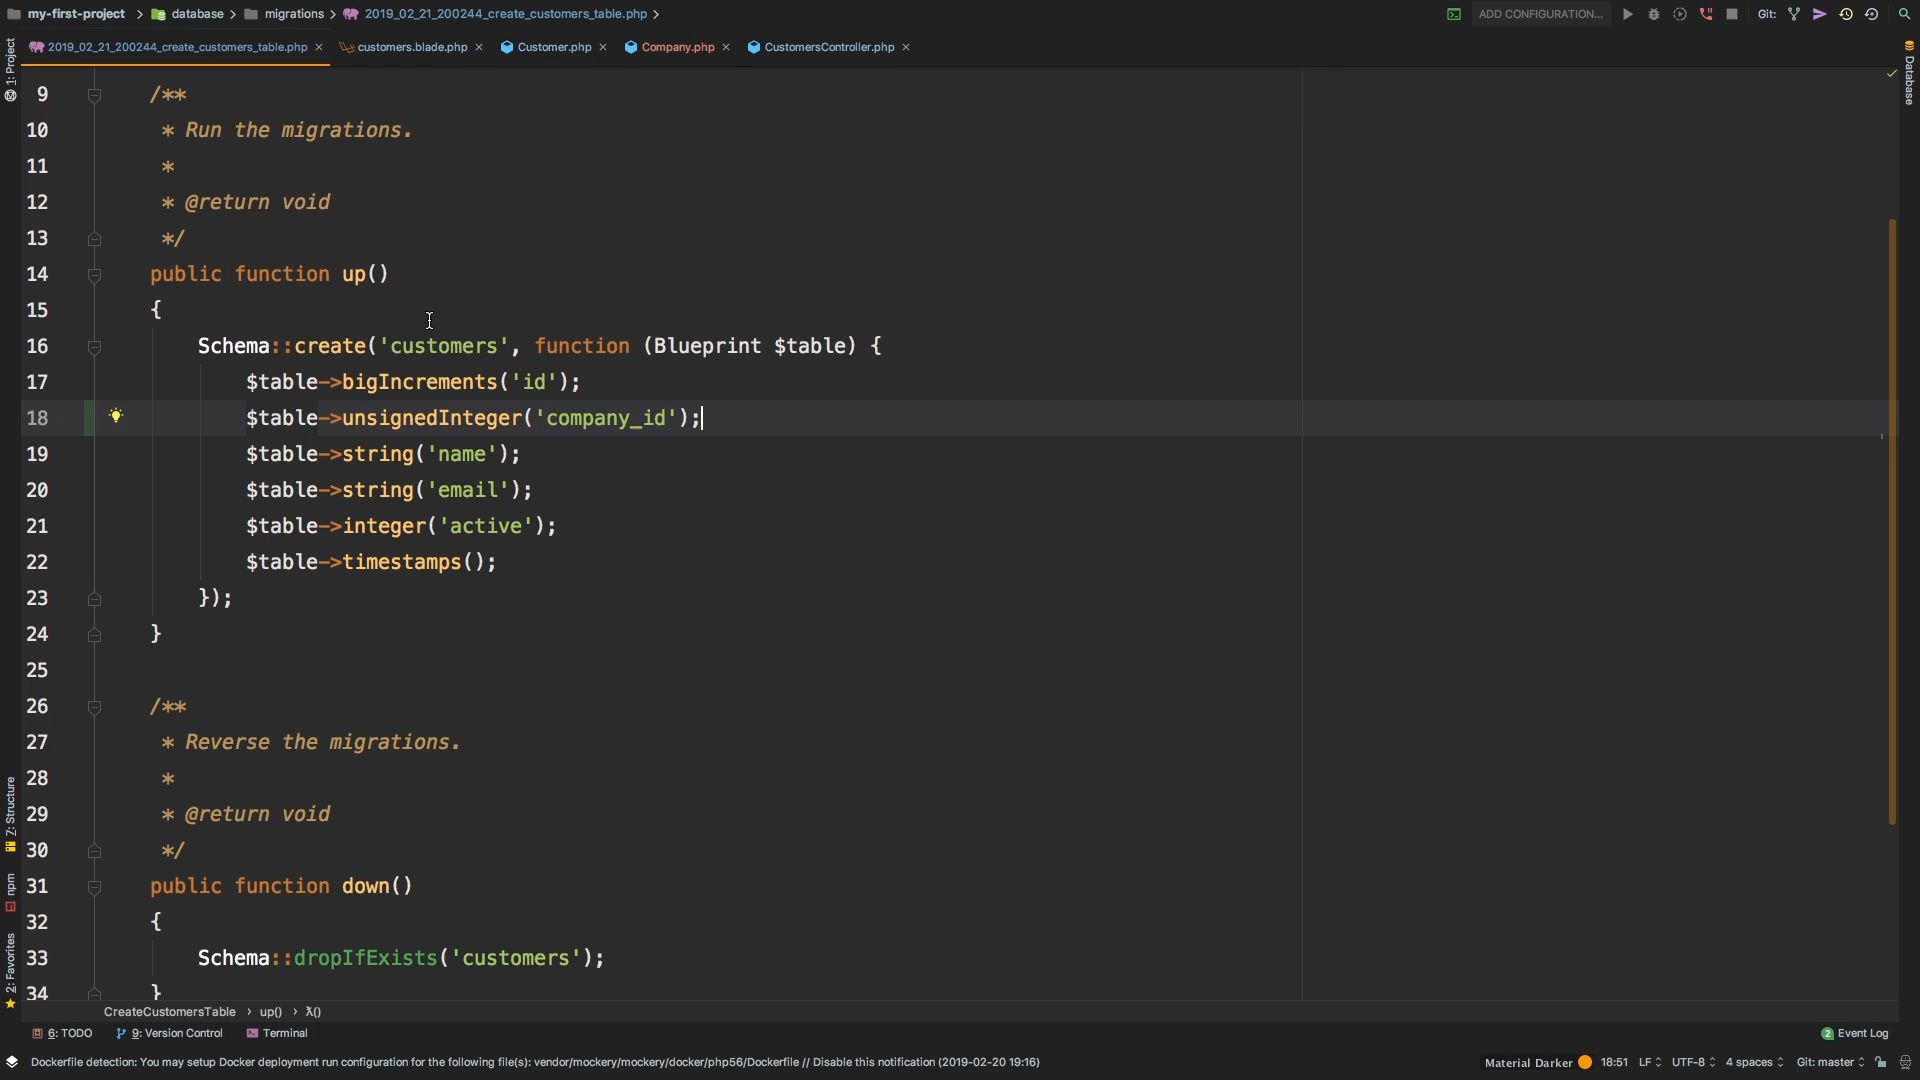 my-first-project > database > migrations > 2019_02_21_200244_create_customers_table.php >
ADD CONFIGURATION... Git:
2019_02_21_200244_create_customers_table.php × customers.blade.php × Customer.php × Company.php × CustomersController.php ×
1: Project
Database
9 /**
10 * Run the migrations.
11 *
12 * @return void
13 */
14 public function up()
15 {
16 Schema::create('customers', function (Blueprint $table) {
17 $table->bigIncrements('id');
18 $table->unsignedInteger('company_id');
19 $table->string('name');
20 $table->string('email');
21 $table->integer('active');
22 $table->timestamps();
23 });
24 }
25
26 /**
27 * Reverse the migrations.
28 *
29 * @return void
30 */
31 public function down()
32 {
33 Schema::dropIfExists('customers');
34 }
Z: Structure
npm
2: Favorites
CreateCustomersTable > up() > λ()
6: TODO 9: Version Control Terminal 2 Event Log
Dockerfile detection: You may setup Docker deployment run configuration for the following file(s): vendor/mockery/mockery/docker/php56/Dockerfile // Disable this notification (2019-02-20 19:16) Material Darker 18:51 LF UTF-8 4 spaces Git: master